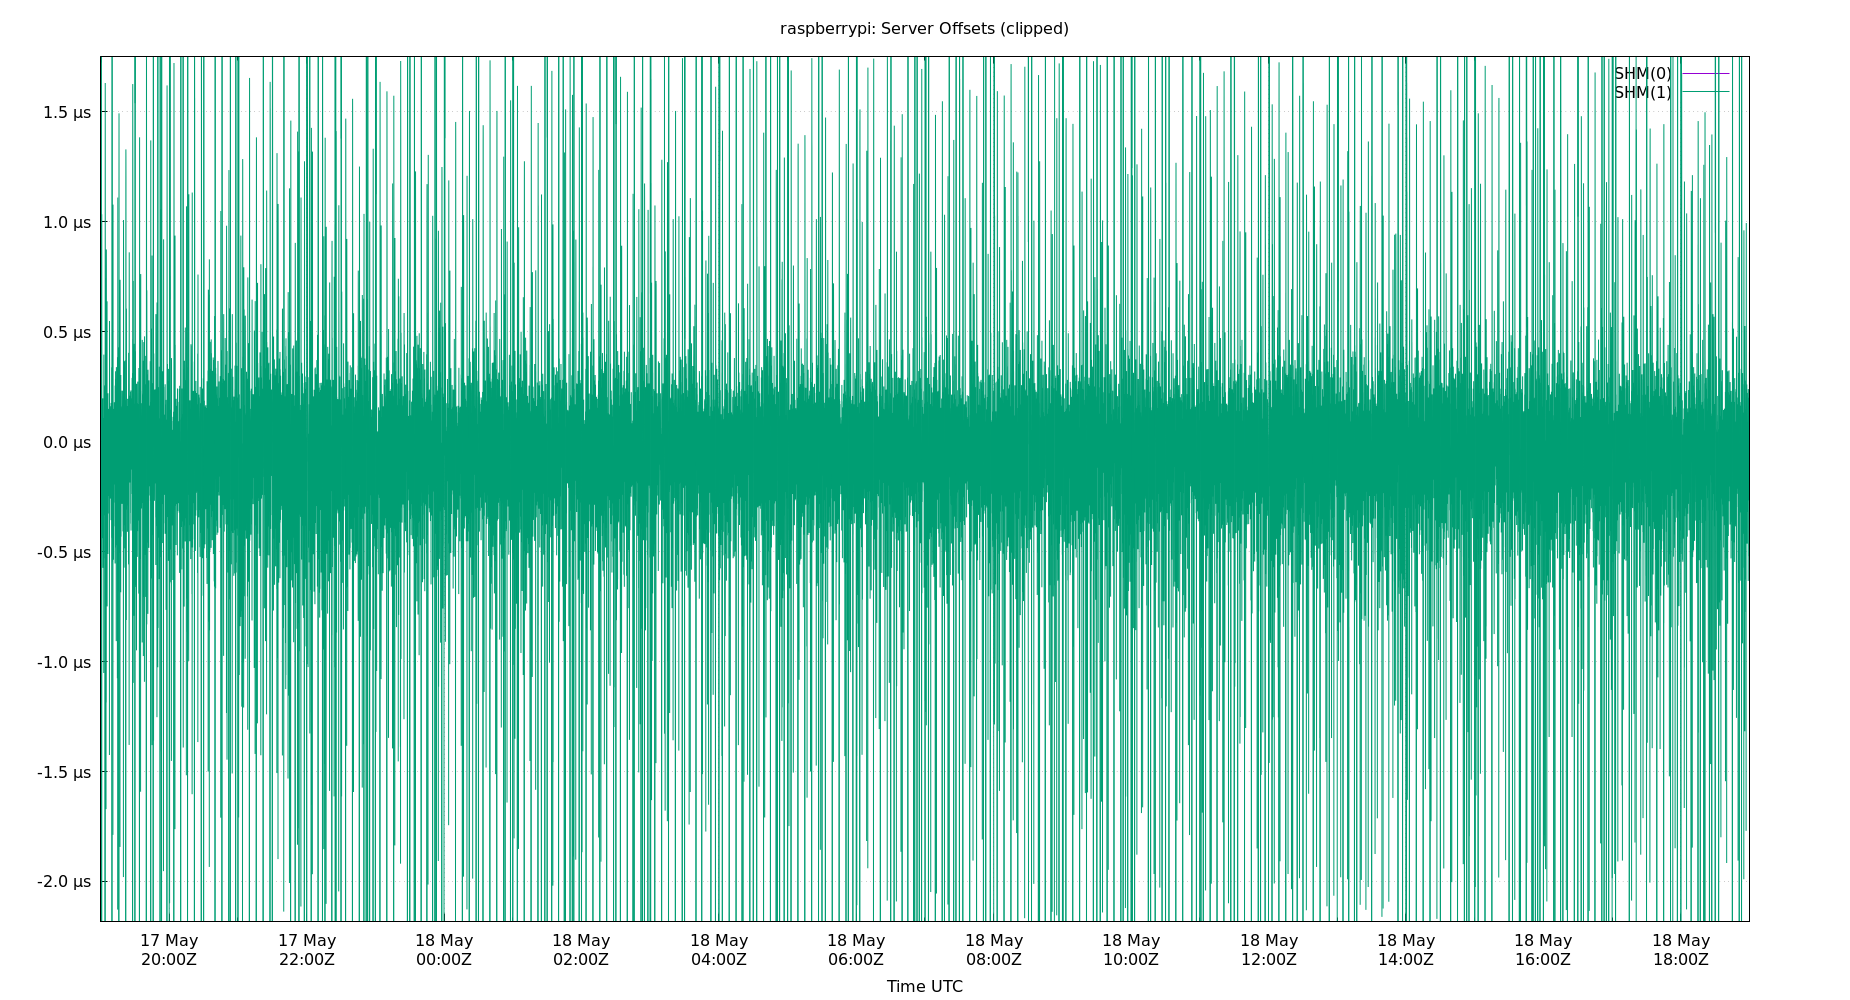 raspberrypi: Server Offsets (clipped)
SHM(0)
SHM(1)
1.5 µs
1.0 µs
0.5 µs
0.0 µs
-0.5 µs
-1.0 µs
-1.5 µs
-2.0 µs
17 May 17 May 18 May 18 May 18 May 18 May 18 May 18 May 18 May 18 May 18 May 18 May
20:00Z 22:00Z 00:00Z 02:00Z 04:00Z 06:00Z 08:00Z 10:00Z 12:00Z 14:00Z 16:00Z 18:00Z
Time UTC